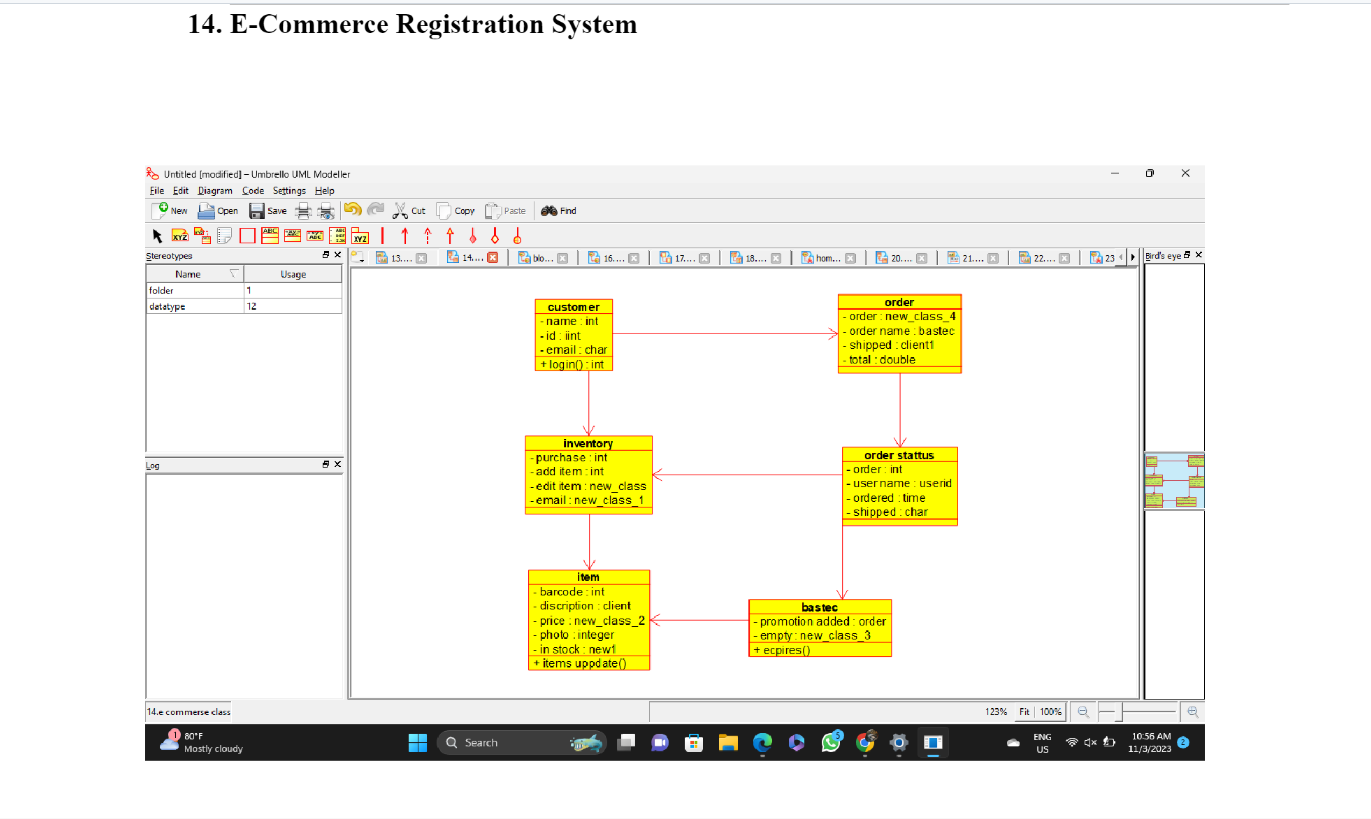 14. E-Commerce Registration System
Untitled [modified] – Umbrello UML Modeller
File Edit Diagram Code Settings Help
New Open Save Cut Copy Paste Find
Stereotypes
13.... 14.... blo... 16.... 17.... 18.... hom... 20.... 21.... 22.... 23
Bird's eye
Name Usage
folder 1
datatype 12
Log
customer
- name : int
- id : iint
- email : char
+ login() : int
order
- order : new_class_4
- order name : bastec
- shipped : client1
- total : double
inventory
- purchase : int
- add item : int
- edit item : new_class
- email : new_class_1
order stattus
- order : int
- user name : userid
- ordered : time
- shipped : char
item
- barcode : int
- discription : client
- price : new_class_2
- photo : integer
- in stock : new1
+ items uppdate()
bastec
- promotion added : order
- empty : new_class_3
+ ecpires()
14.e commerse class
123% Fit 100%
1
80°F
Mostly cloudy
Search
5
ENG
US
10:56 AM
11/3/2023
2